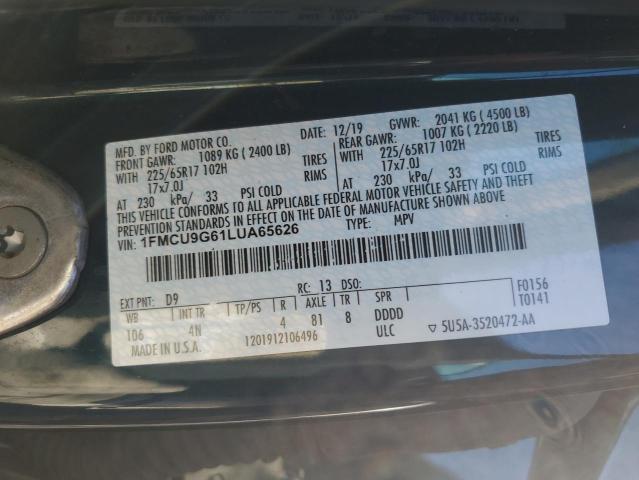 MFD. BY FORD MOTOR CO.
DATE: 12/19 GVWR: 2041 KG ( 4500 LB)
FRONT GAWR: 1089 KG ( 2400 LB) REAR GAWR: 1007 KG ( 2220 LB)
WITH 225/65R17 102H TIRES WITH 225/65R17 102H TIRES
17x7.0J RIMS 17x7.0J RIMS
AT 230 kPa/ 33 PSI COLD AT 230 kPa/ 33 PSI COLD
THIS VEHICLE CONFORMS TO ALL APPLICABLE FEDERAL MOTOR VEHICLE SAFETY AND THEFT
PREVENTION STANDARDS IN EFFECT ON THE DATE OF MANUFACTURE SHOWN ABOVE.
VIN: 1FMCU9G61LUA65626 TYPE: MPV
EXT PNT: D9 RC: 13 DSO: F0156
WB INT TR TP/PS R AXLE TR SPR T0141
106 4N 4 81 8 DDDD
MADE IN U.S.A. 1201912106496 ULC ▽ 5U5A-3520472-AA